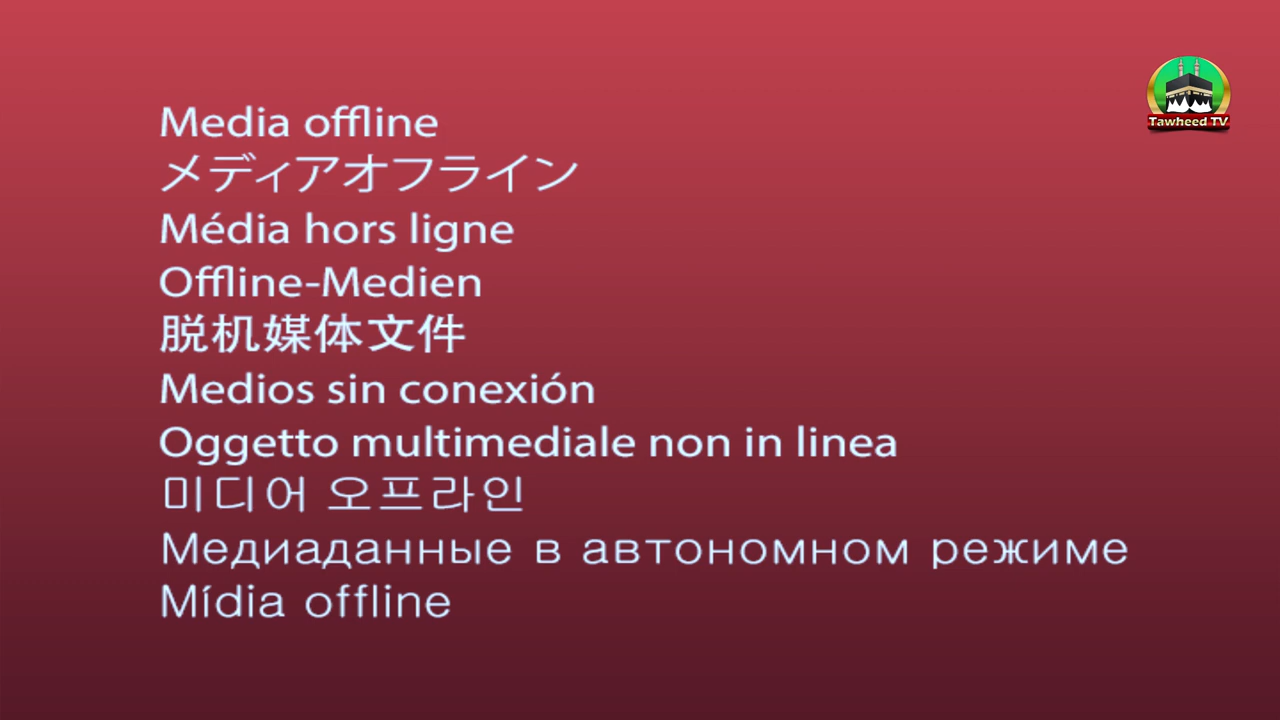 Media offline
メディアオフライン
Média hors ligne
Offline-Medien
脱机媒体文件
Medios sin conexión
Oggetto multimediale non in linea
미디어 오프라인
Медиаданные в автономном режиме
Mídia offline
Tawheed TV